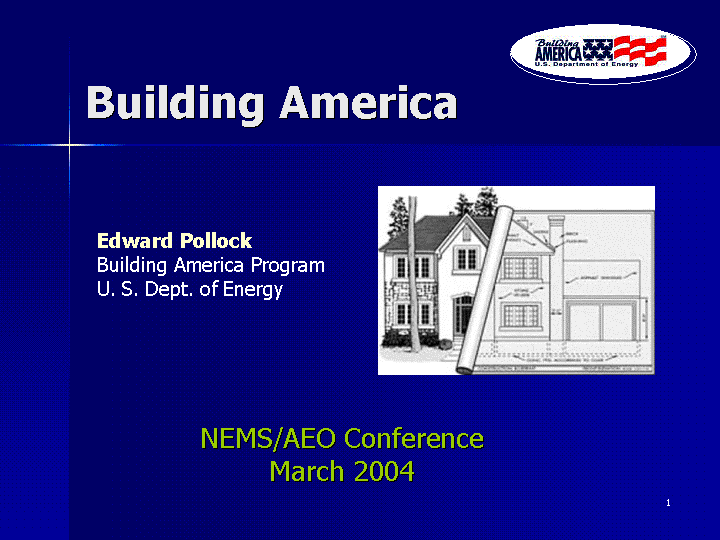 Building
AMERICA
U.S. Department of Energy
Building America
Edward Pollock
Building America Program
U. S. Dept. of Energy
NEMS/AEO Conference
March 2004
1